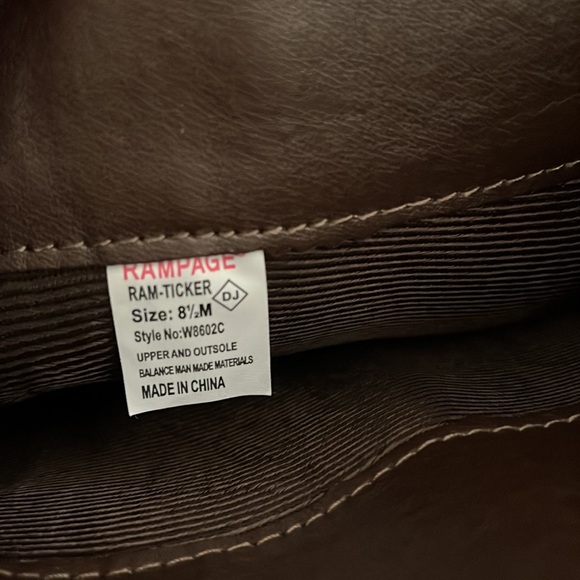 RAMPAGE
RAM-TICKER DJ
Size: 8½M
Style No:W8602C
UPPER AND OUTSOLE
BALANCE MAN MADE MATERIALS
MADE IN CHINA